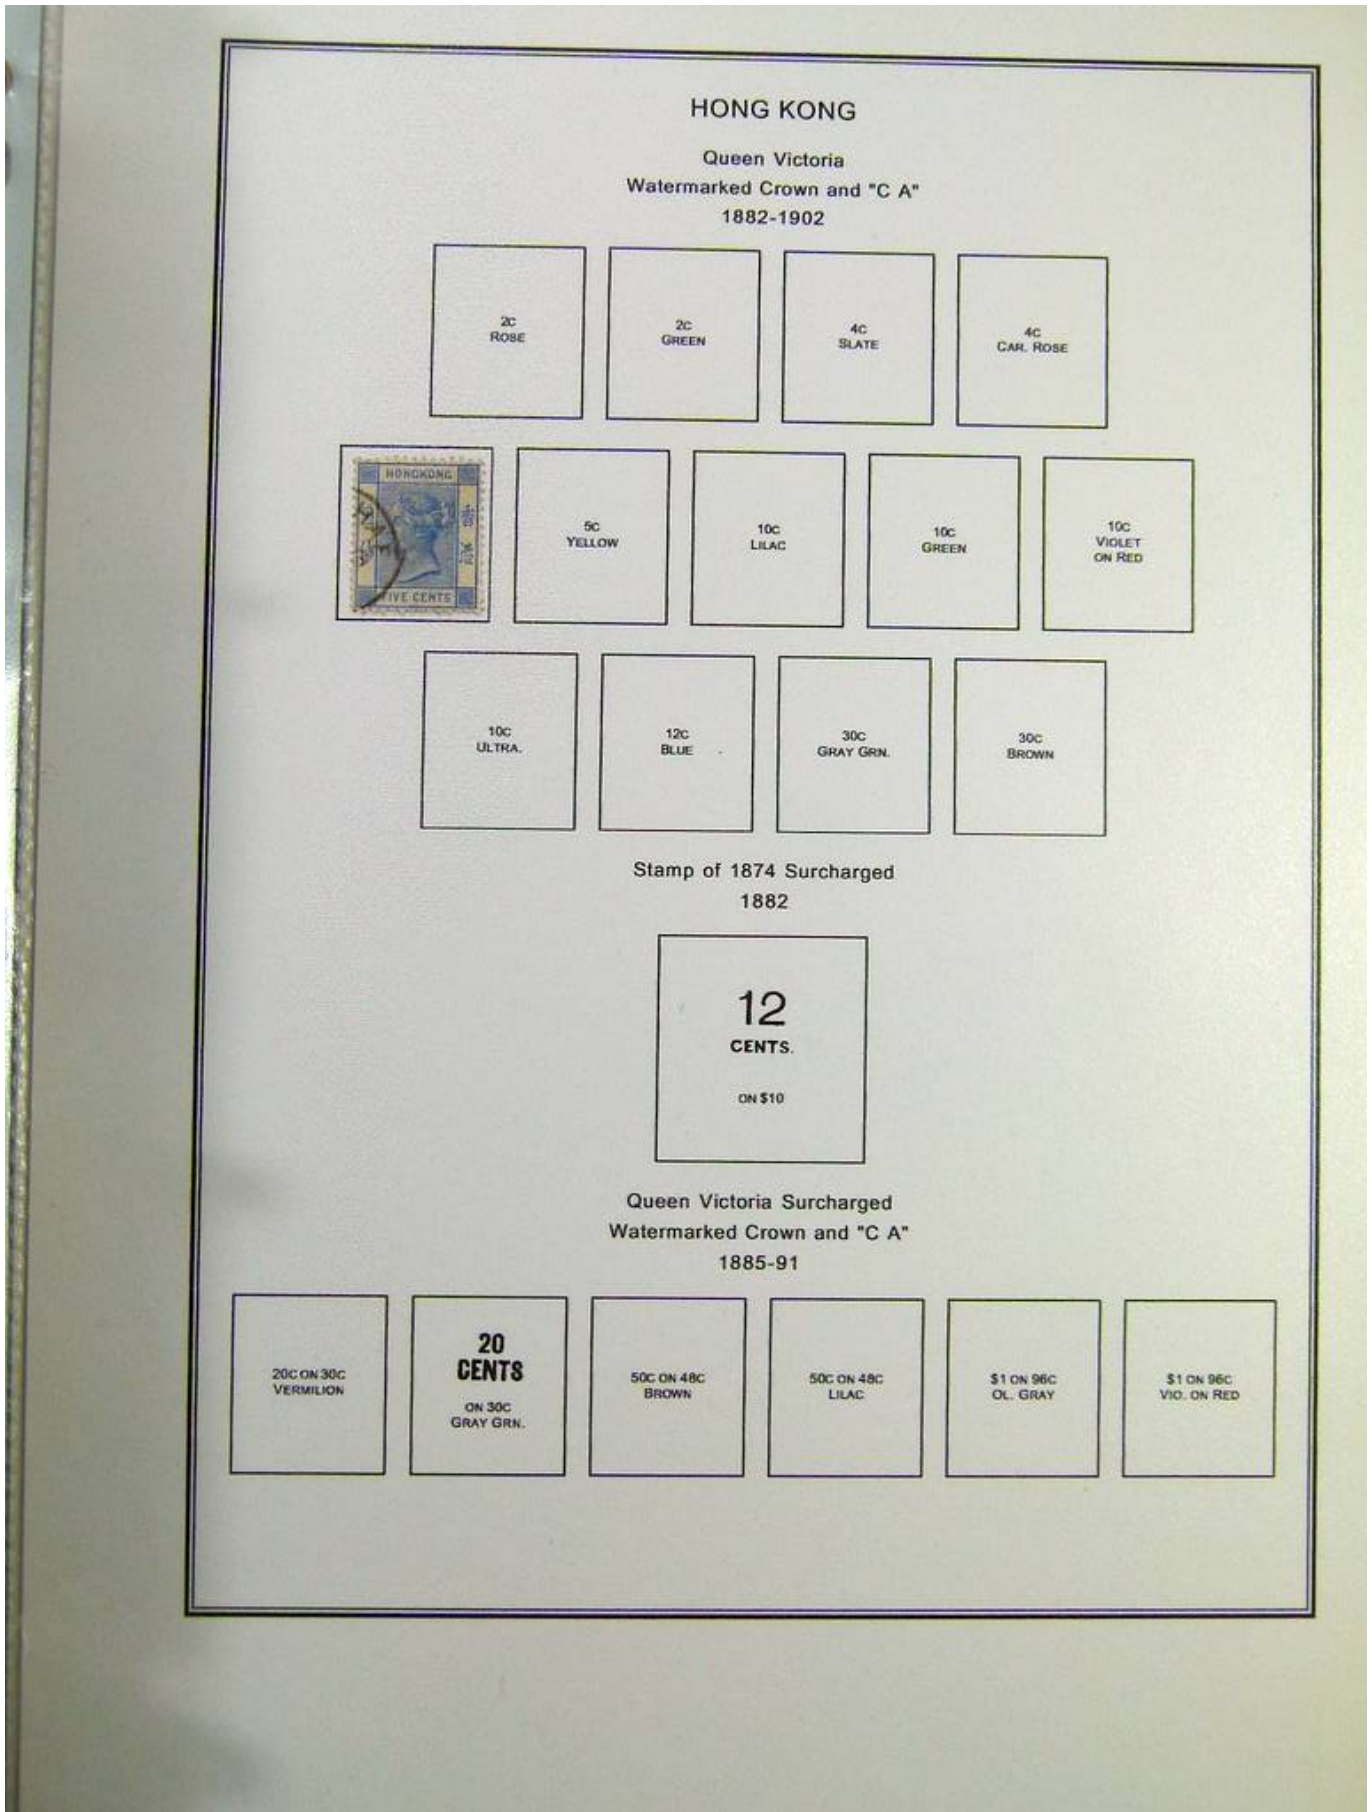 HONG KONG
Queen Victoria
Watermarked Crown and "C A"
1882-1902
2C
ROSE
2C
GREEN
4C
SLATE
4C
CAR. ROSE
HONGKONG
FIVE CENTS
5C
YELLOW
10C
LILAC
10C
GREEN
10C
VIOLET
ON RED
10C
ULTRA.
12C
BLUE
30C
GRAY GRN.
30C
BROWN
Stamp of 1874 Surcharged
1882
12
CENTS.
ON $10
Queen Victoria Surcharged
Watermarked Crown and "C A"
1885-91
20C ON 30C
VERMILION
20
CENTS
ON 30C
GRAY GRN.
50C ON 48C
BROWN
50C ON 48C
LILAC
$1 ON 96C
OL. GRAY
$1 ON 96C
VIO. ON RED